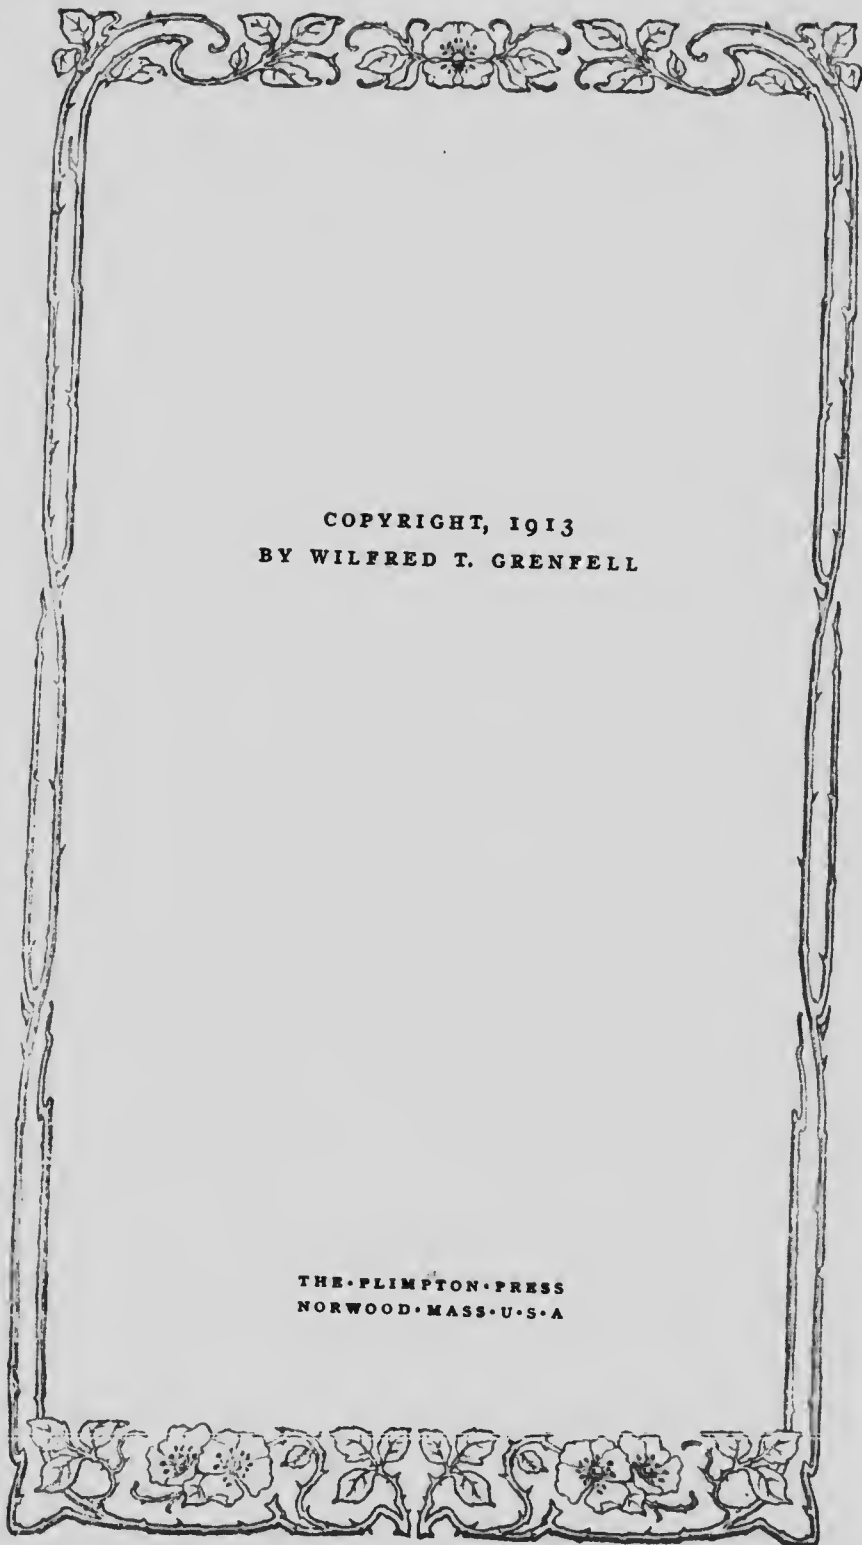 COPYRIGHT, 1913
BY WILFRED T. GRENFELL
THE·PLIMPTON·PRESS
NORWOOD·MASS·U·S·A